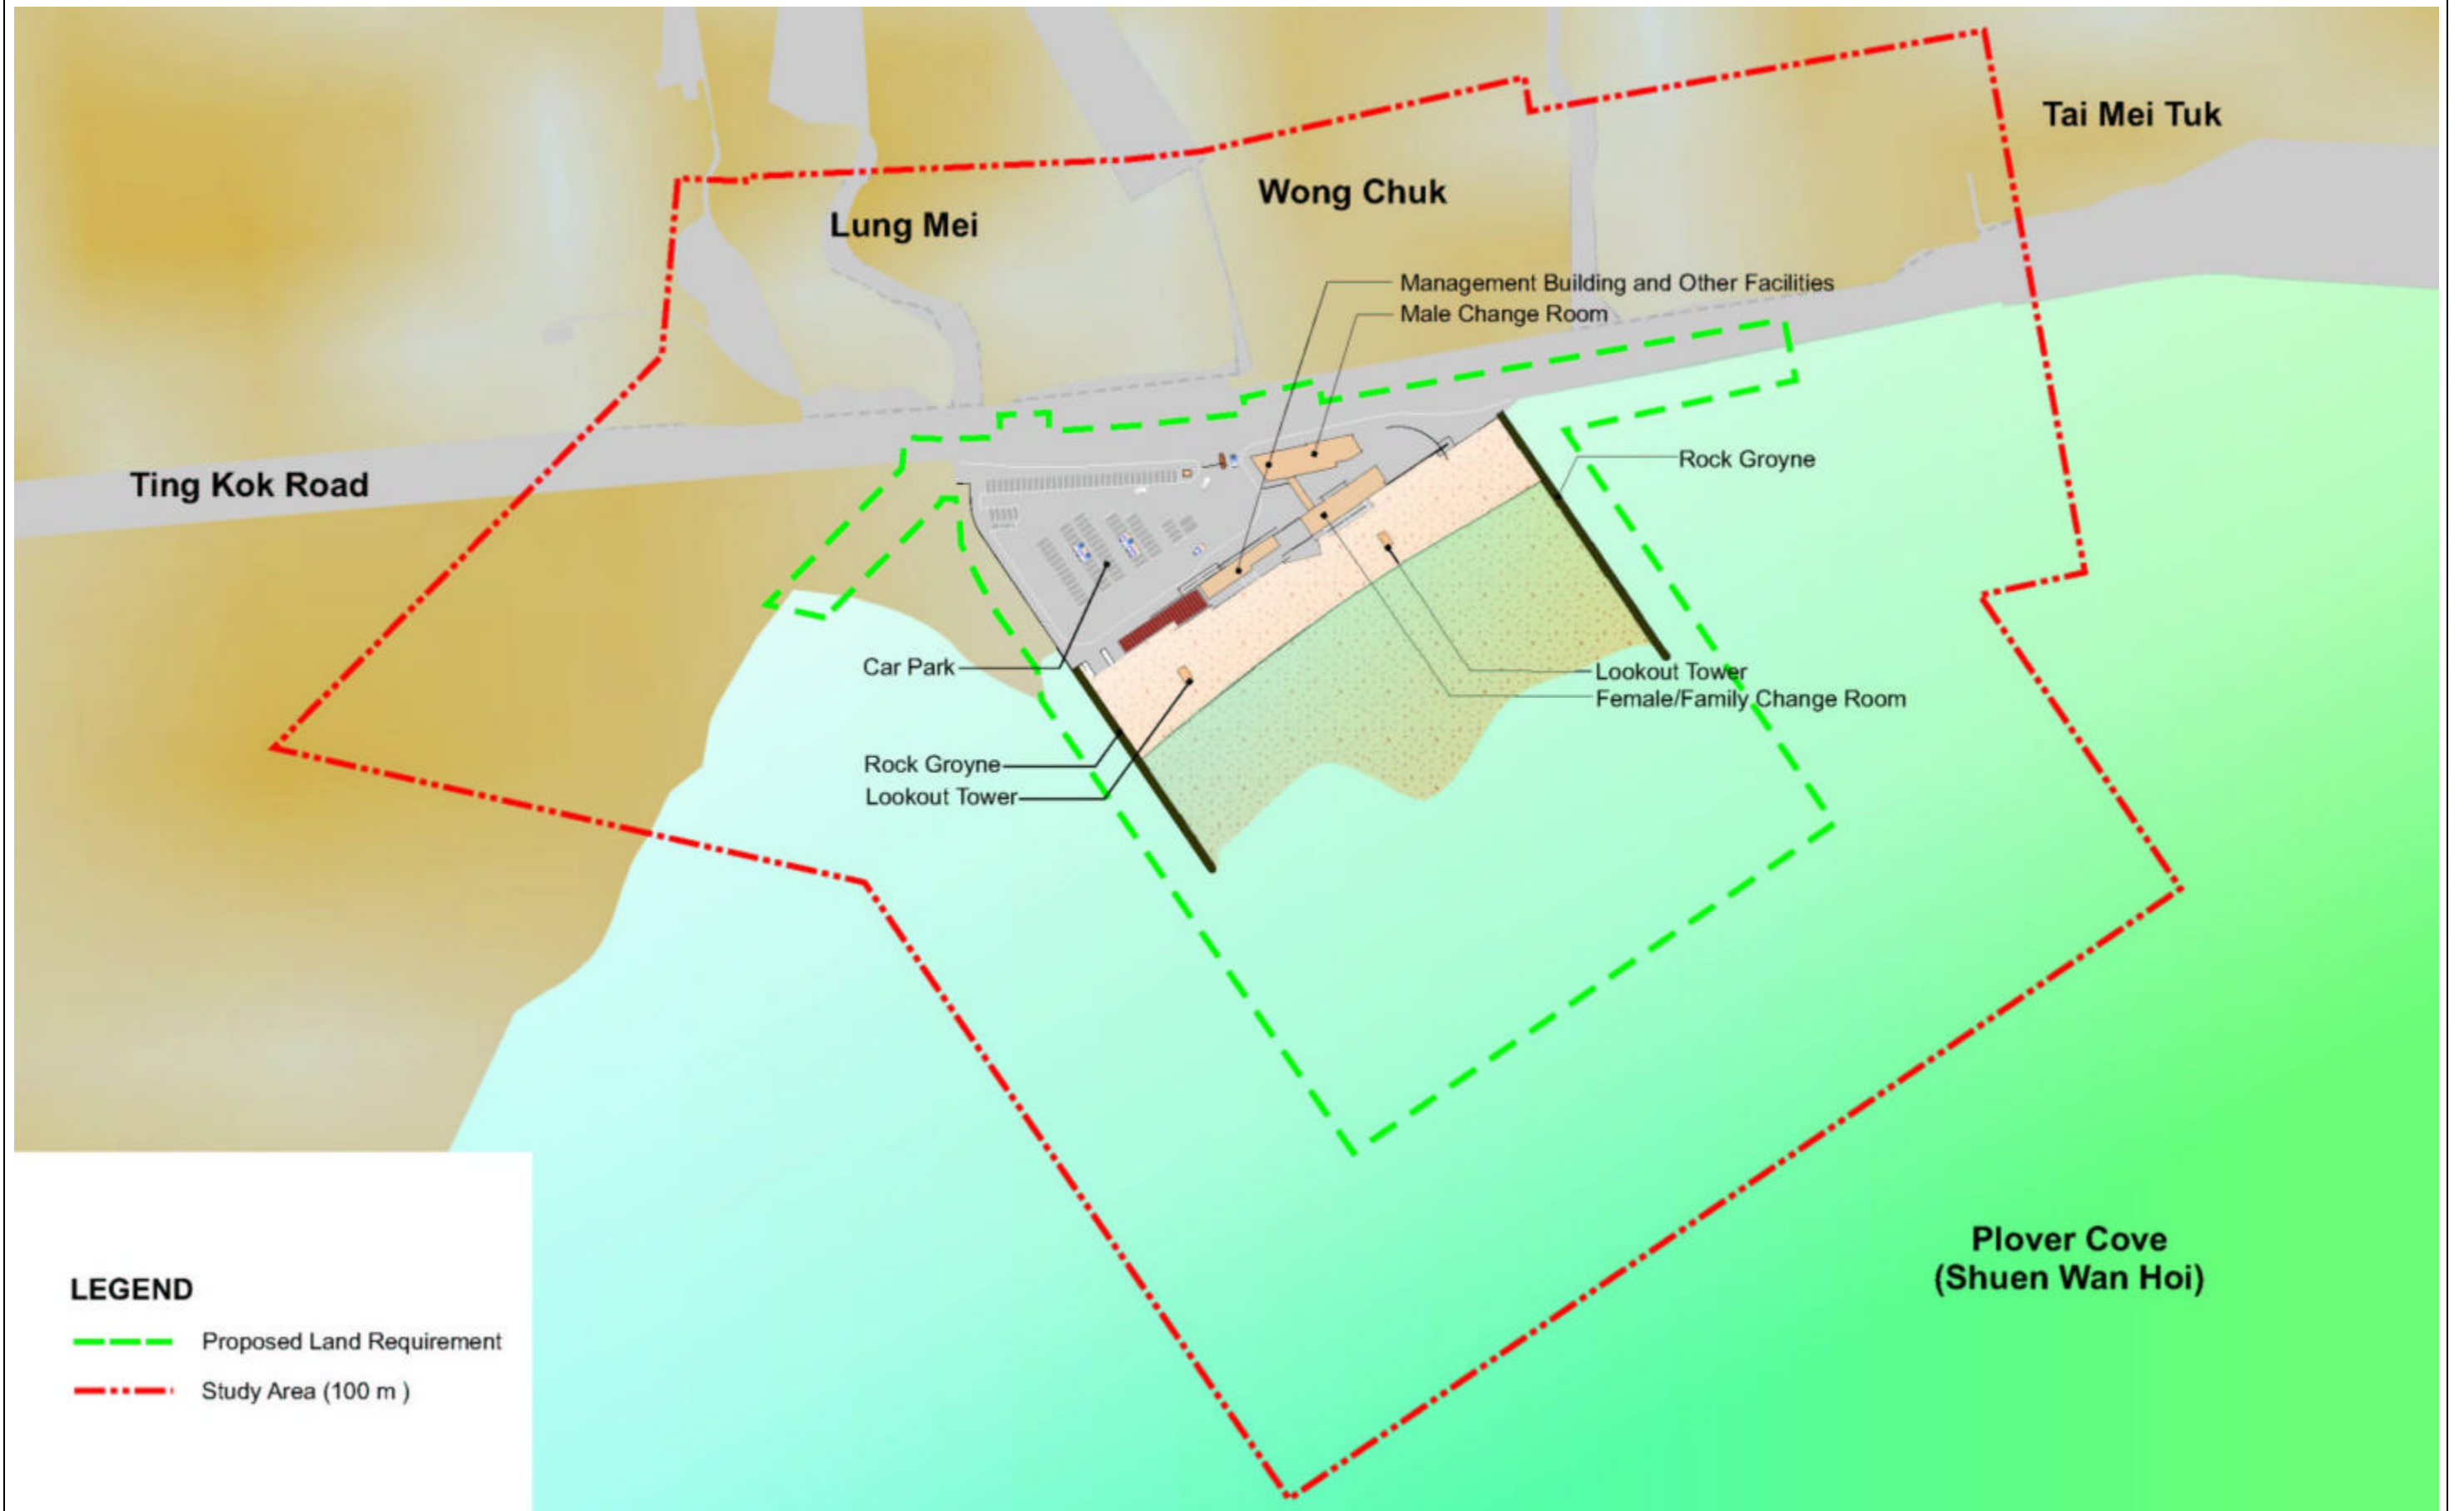 Tai Mei Tuk
Wong Chuk
Lung Mei
Management Building and Other Facilities
Male Change Room
Rock Groyne
Ting Kok Road
Car Park
Lookout Tower
Female/Family Change Room
Rock Groyne
Lookout Tower
Plover Cove
(Shuen Wan Hoi)
LEGEND
Proposed Land Requirement
Study Area (100 m )